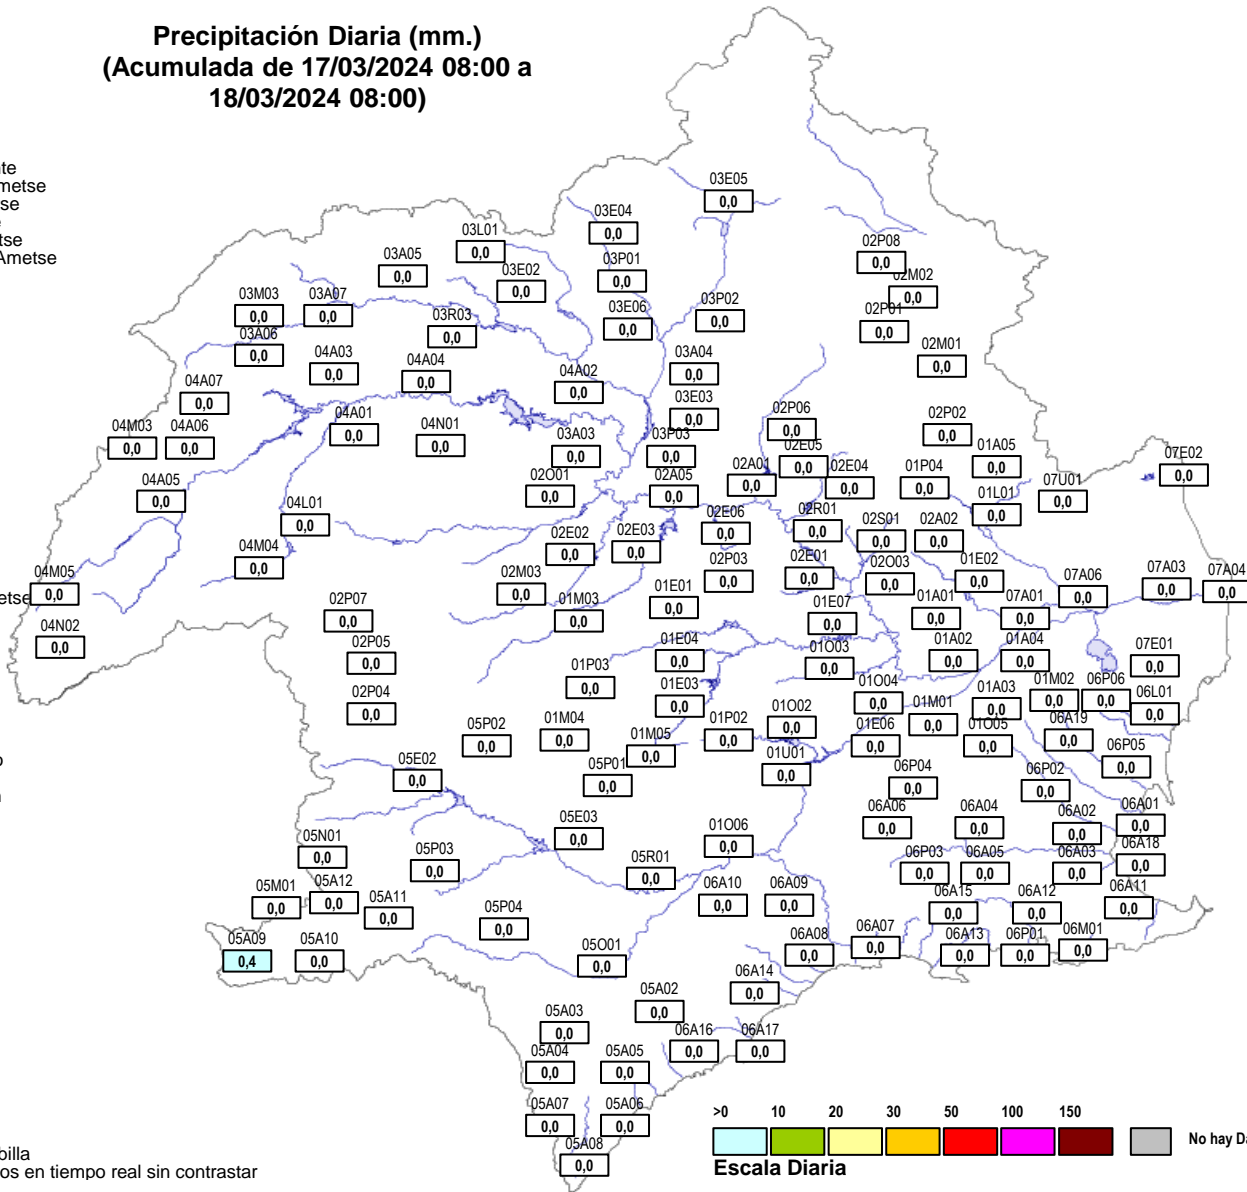 Precipitación Diaria (mm.)
(Acumulada de 17/03/2024 08:00 a
18/03/2024 08:00)
03E05
0,0
03E04
0,0
03L01
0,0
02P08
0,0
03A05
0,0
03P01
0,0
03E02
0,0
02M02
0,0
03M03
0,0
03A07
0,0
03P02
0,0
03E06
0,0
02P01
0,0
03R03
0,0
03A06
0,0
04A03
0,0
04A04
0,0
03A04
0,0
02M01
0,0
04A02
0,0
04A07
0,0
03E03
0,0
02P06
0,0
04A01
0,0
02P02
0,0
04M03
0,0
04A06
0,0
04N01
0,0
03A03
0,0
03P03
0,0
02E05
0,0
01A05
0,0
07E02
0,0
02A01
0,0
02E04
0,0
01P04
0,0
07U01
0,0
04A05
0,0
02O01
0,0
02A05
0,0
01L01
0,0
04L01
0,0
02E06
0,0
02R01
0,0
02S01
0,0
02A02
0,0
02E02
0,0
02E03
0,0
04M04
0,0
02P03
0,0
02E01
0,0
02O03
0,0
01E02
0,0
04M05
0,0
02M03
0,0
07A06
0,0
07A03
0,0
07A04
0,0
etse
02P07
0,0
01M03
0,0
01E01
0,0
01E07
0,0
01A01
0,0
07A01
0,0
04N02
0,0
02P05
0,0
01E04
0,0
01O03
0,0
01A02
0,0
01A04
0,0
07E01
0,0
01P03
0,0
02P04
0,0
01E03
0,0
01O04
0,0
01A03
0,0
01M02
0,0
06P06
0,0
06L01
0,0
05P02
0,0
01M04
0,0
01P02
0,0
01O02
0,0
01M01
0,0
01E06
0,0
01O05
0,0
06A19
0,0
01M05
0,0
05E02
0,0
05P01
0,0
01U01
0,0
06P05
0,0
06P04
0,0
06P02
0,0
05E03
0,0
01O06
0,0
06A06
0,0
06A04
0,0
06A02
0,0
06A01
0,0
05N01
0,0
05P03
0,0
05R01
0,0
06P03
0,0
06A05
0,0
06A03
0,0
06A18
0,0
05M01
0,0
05A12
0,0
05A11
0,0
06A10
0,0
06A09
0,0
06A15
0,0
06A12
0,0
06A11
0,0
05P04
0,0
05A09
0,4
05A10
0,0
05O01
0,0
06A08
0,0
06A07
0,0
06A13
0,0
06P01
0,0
06M01
0,0
06A14
0,0
05A02
0,0
05A03
0,0
06A16
0,0
06A17
0,0
05A04
0,0
05A05
0,0
05A07
0,0
05A06
0,0
05A08
0,0
>0 10 20 30 50 100 150
No hay Da
Escala Diaria
billa
os en tiempo real sin contrastar